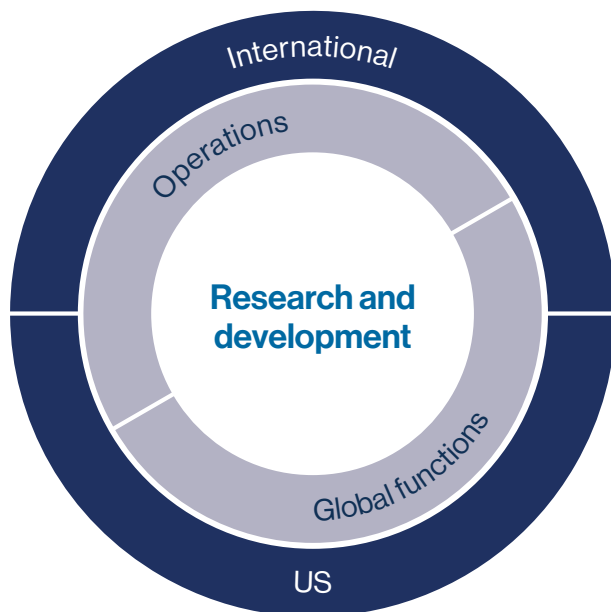 International
Operations
Research and
development
Global functions
US